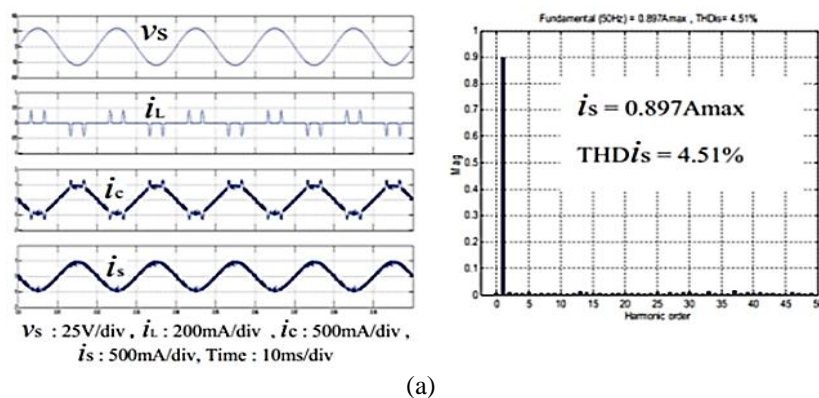 vs
iL
ic
is
vs : 25V/div , iL : 200mA/div , ic : 500mA/div ,
is : 500mA/div, Time : 10ms/div
Fundamental (50Hz) = 0.897Amax , THDis= 4.51%
is = 0.897Amax
THDis = 4.51%
Mag
1
0.9
0.8
0.7
0.6
0.5
0.4
0.3
0.2
0.1
0
0 5 10 15 20 25 30 35 40 45 50
Harmonic order
(a)